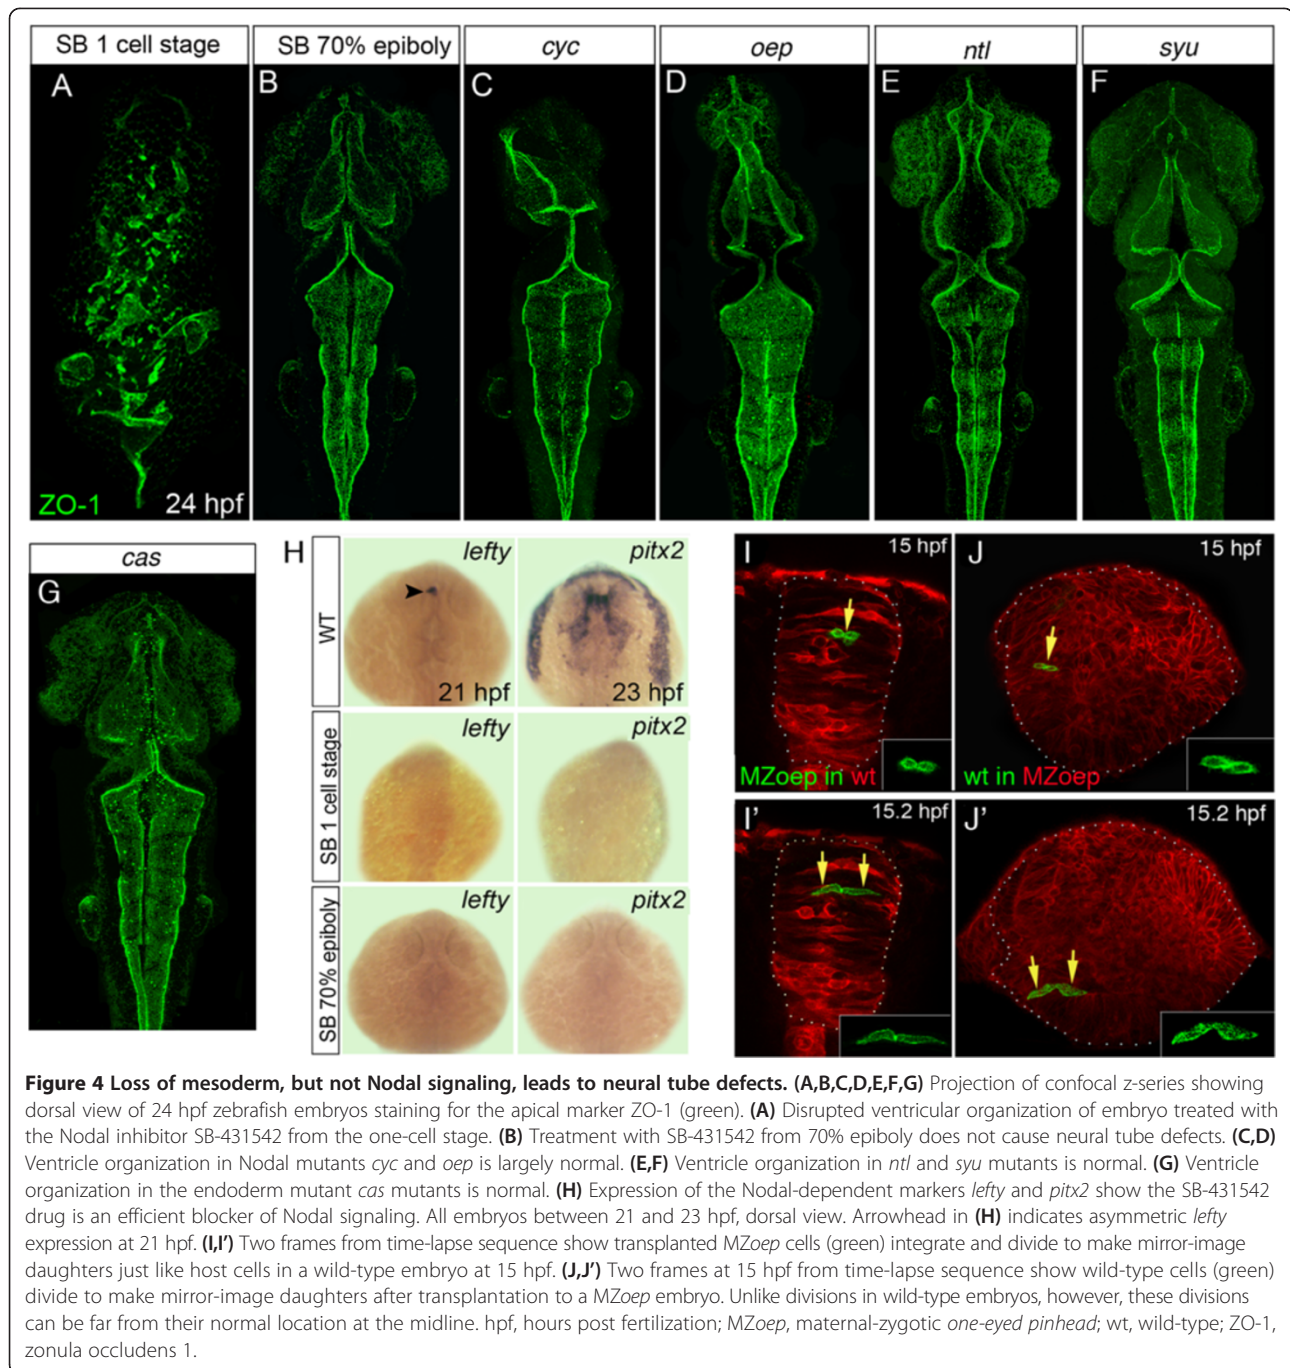 SB 1 cell stage
SB 70% epiboly
cyc
oep
ntl
syu
A
B
C
D
E
F
ZO-1
24 hpf
cas
G
H
WT
lefty
pitx2
21 hpf
23 hpf
SB 1 cell stage
lefty
pitx2
SB 70% epiboly
lefty
pitx2
I
15 hpf
J
15 hpf
MZoep in wt
wt in MZoep
I'
15.2 hpf
J'
15.2 hpf
Figure 4 Loss of mesoderm, but not Nodal signaling, leads to neural tube defects. (A,B,C,D,E,F,G) Projection of confocal z-series showing
dorsal view of 24 hpf zebrafish embryos staining for the apical marker ZO-1 (green). (A) Disrupted ventricular organization of embryo treated with
the Nodal inhibitor SB-431542 from the one-cell stage. (B) Treatment with SB-431542 from 70% epiboly does not cause neural tube defects. (C,D)
Ventricle organization in Nodal mutants cyc and oep is largely normal. (E,F) Ventricle organization in ntl and syu mutants is normal. (G) Ventricle
organization in the endoderm mutant cas mutants is normal. (H) Expression of the Nodal-dependent markers lefty and pitx2 show the SB-431542
drug is an efficient blocker of Nodal signaling. All embryos between 21 and 23 hpf, dorsal view. Arrowhead in (H) indicates asymmetric lefty
expression at 21 hpf. (I,I’) Two frames from time-lapse sequence show transplanted MZoep cells (green) integrate and divide to make mirror-image
daughters just like host cells in a wild-type embryo at 15 hpf. (J,J’) Two frames at 15 hpf from time-lapse sequence show wild-type cells (green)
divide to make mirror-image daughters after transplantation to a MZoep embryo. Unlike divisions in wild-type embryos, however, these divisions
can be far from their normal location at the midline. hpf, hours post fertilization; MZoep, maternal-zygotic one-eyed pinhead; wt, wild-type; ZO-1,
zonula occludens 1.